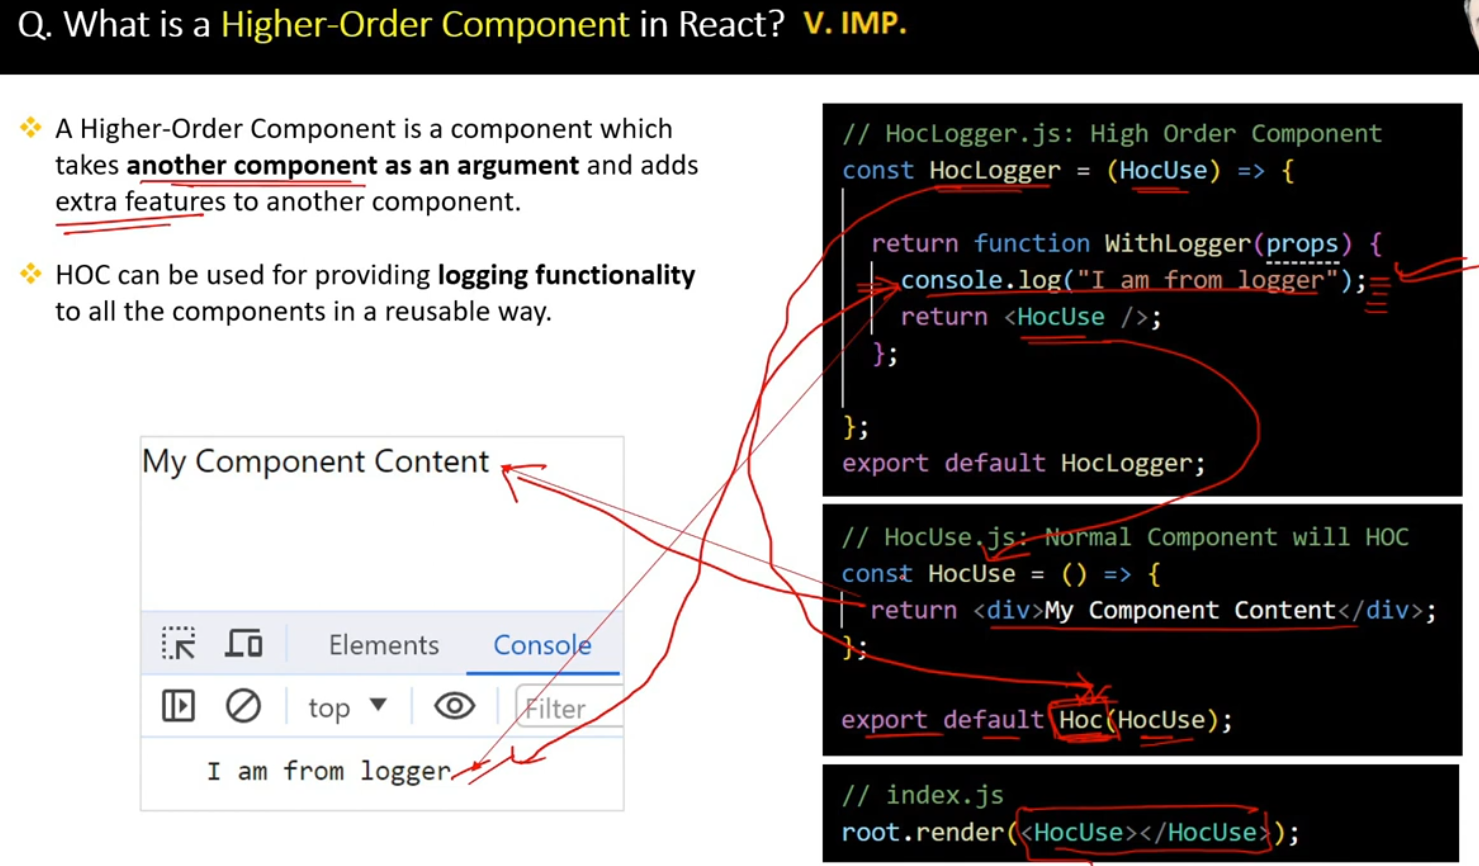 Q. What is a Higher-Order Component in React? V. IMP.
A Higher-Order Component is a component which
takes another component as an argument and adds
extra features to another component.
HOC can be used for providing logging functionality
to all the components in a reusable way.
My Component Content
Elements Console
top Filter
I am from logger
// HocLogger.js: High Order Component
const HocLogger = (HocUse) => {
return function WithLogger(props) {
console.log("I am from logger");
return <HocUse />;
};
};
export default HocLogger;
// HocUse.js: Normal Component will HOC
const HocUse = () => {
return <div>My Component Content</div>;
};
export default Hoc(HocUse);
// index.js
root.render(<HocUse></HocUse>);